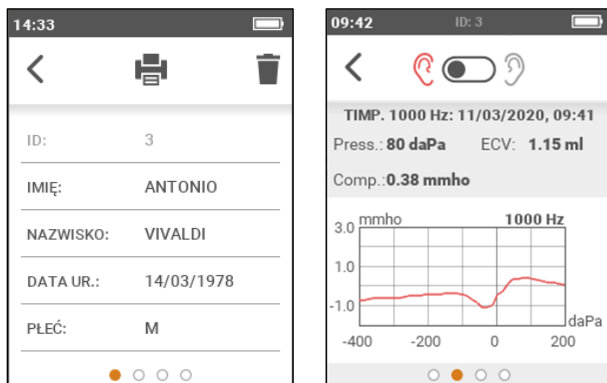 14:33
ID: 3
IMIĘ: ANTONIO
NAZWISKO: VIVALDI
DATA UR.: 14/03/1978
PŁEĆ: M
09:42 ID: 3
TIMP. 1000 Hz: 11/03/2020, 09:41
Press.: 80 daPa ECV: 1.15 ml
Comp.:0.38 mmho
3.0 mmho 1000 Hz
1.0
-1.0
daPa
-400 -200 0 200